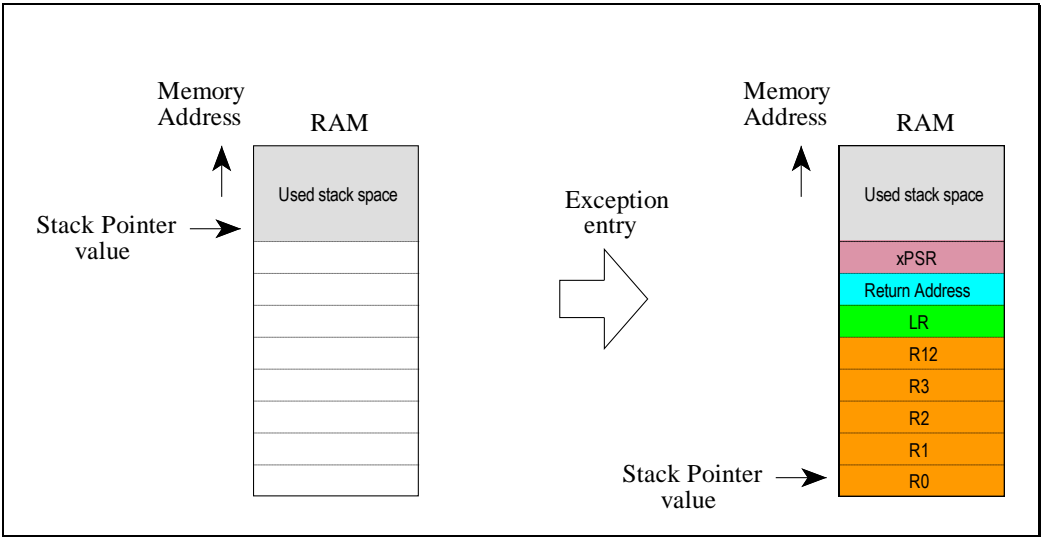 Memory
Address
RAM
Used stack space
Stack Pointer
value
Exception
entry
Memory
Address
RAM
Used stack space
xPSR
Return Address
LR
R12
R3
R2
R1
R0
Stack Pointer
value